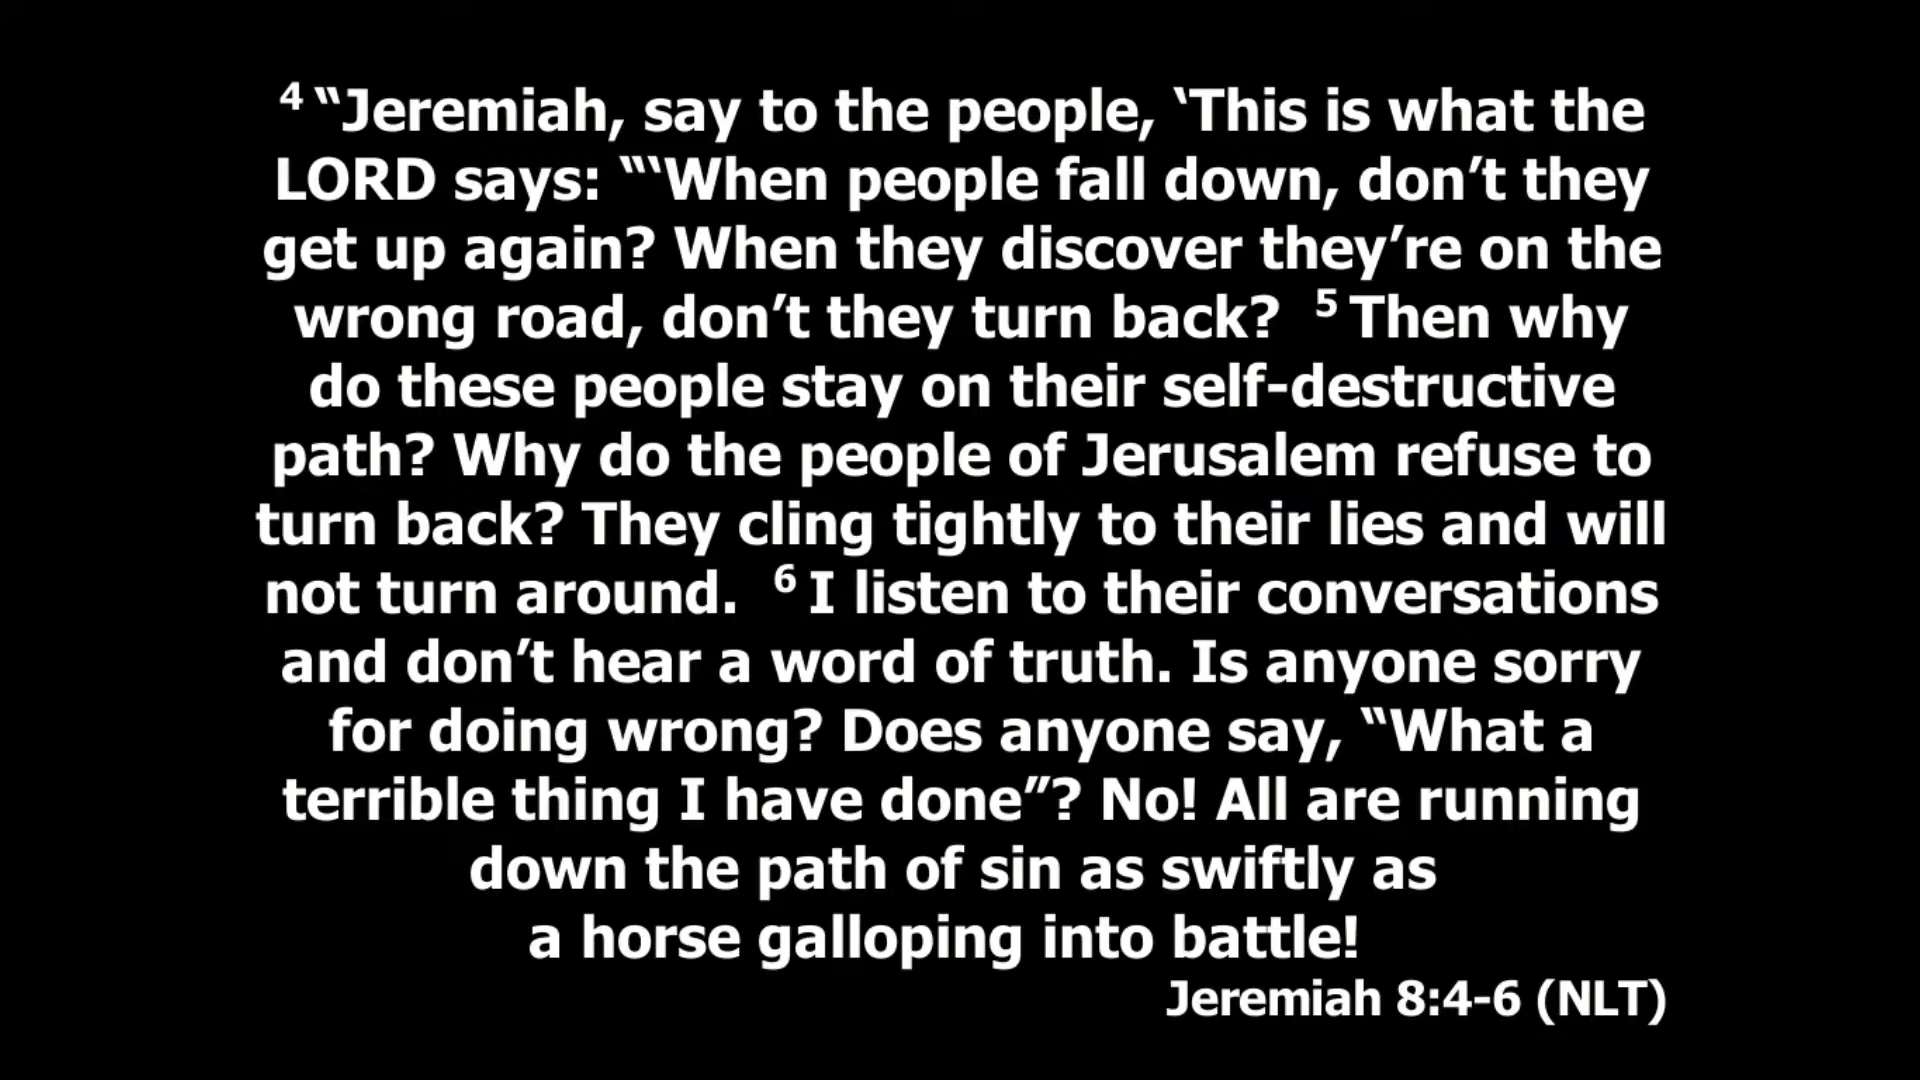 4 “Jeremiah, say to the people, ‘This is what the
LORD says: “‘When people fall down, don’t they
get up again? When they discover they’re on the
wrong road, don’t they turn back? 5 Then why
do these people stay on their self-destructive
path? Why do the people of Jerusalem refuse to
turn back? They cling tightly to their lies and will
not turn around. 6 I listen to their conversations
and don’t hear a word of truth. Is anyone sorry
for doing wrong? Does anyone say, “What a
terrible thing I have done”? No! All are running
down the path of sin as swiftly as
a horse galloping into battle!
Jeremiah 8:4-6 (NLT)